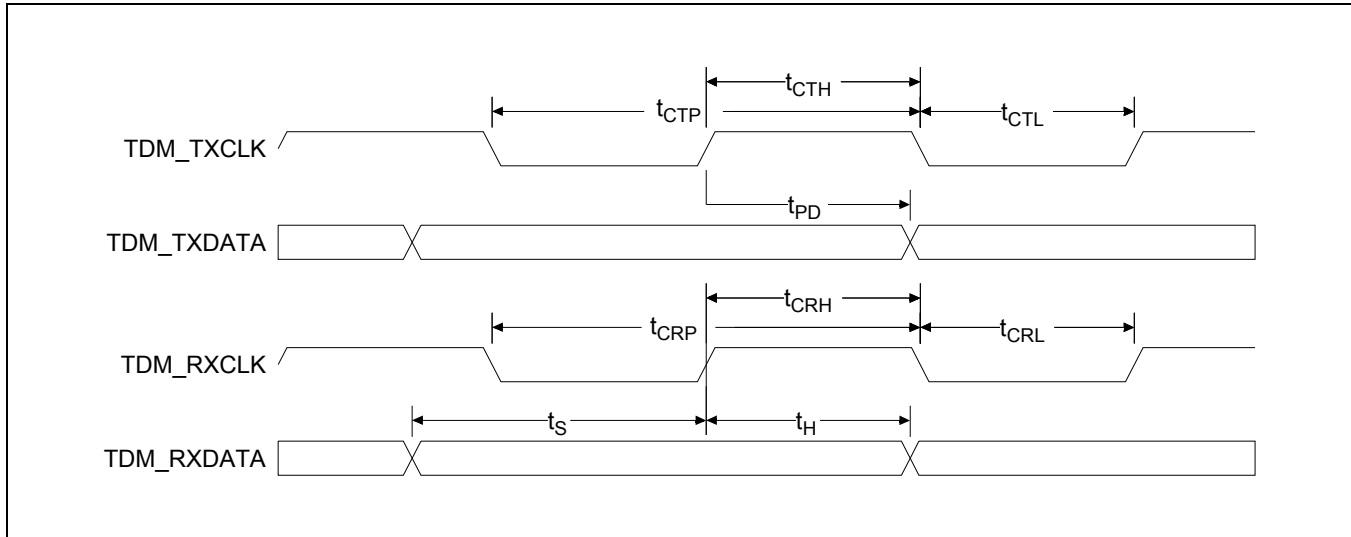 tCTH
tCTP
tCTL
TDM_TXCLK
tPD
TDM_TXDATA
tCRH
tCRP
tCRL
TDM_RXCLK
tS
tH
TDM_RXDATA